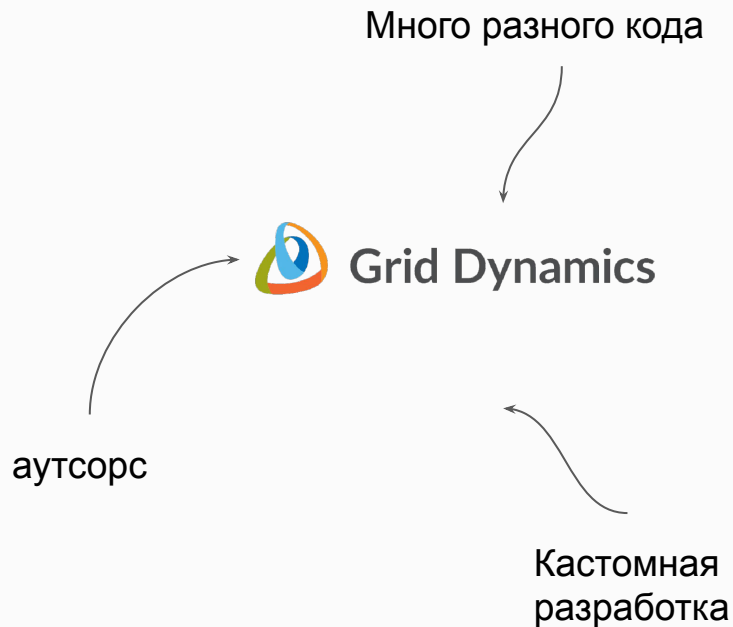 Много разного кода
Grid Dynamics
аутсорс
Кастомная
разработка